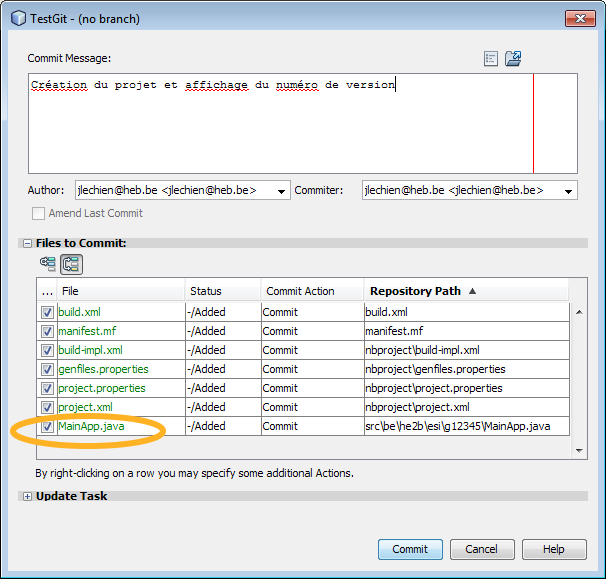 TestGit - (no branch)
Commit Message:
Création du projet et affichage du numéro de version
Author: jlechien@heb.be <jlechien@heb.be> Commiter: jlechien@heb.be <jlechien@heb.be>
Amend Last Commit
Files to Commit:
... File Status Commit Action Repository Path
build.xml -/Added Commit build.xml
manifest.mf -/Added Commit manifest.mf
build-impl.xml -/Added Commit nbproject\build-impl.xml
genfiles.properties -/Added Commit nbproject\genfiles.properties
project.properties -/Added Commit nbproject\project.properties
project.xml -/Added Commit nbproject\project.xml
MainApp.java -/Added Commit src\be\he2b\esi\g12345\MainApp.java
By right-clicking on a row you may specify some additional Actions.
Update Task
Commit Cancel Help